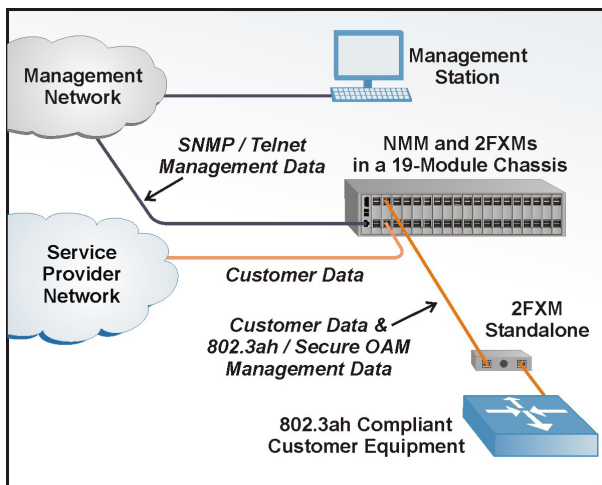 Management
Network
Management
Station
SNMP / Telnet
Management Data
NMM and 2FXMs
in a 19-Module Chassis
Service
Provider
Network
Customer Data
Customer Data &
802.3ah / Secure OAM
Management Data
2FXM
Standalone
802.3ah Compliant
Customer Equipment